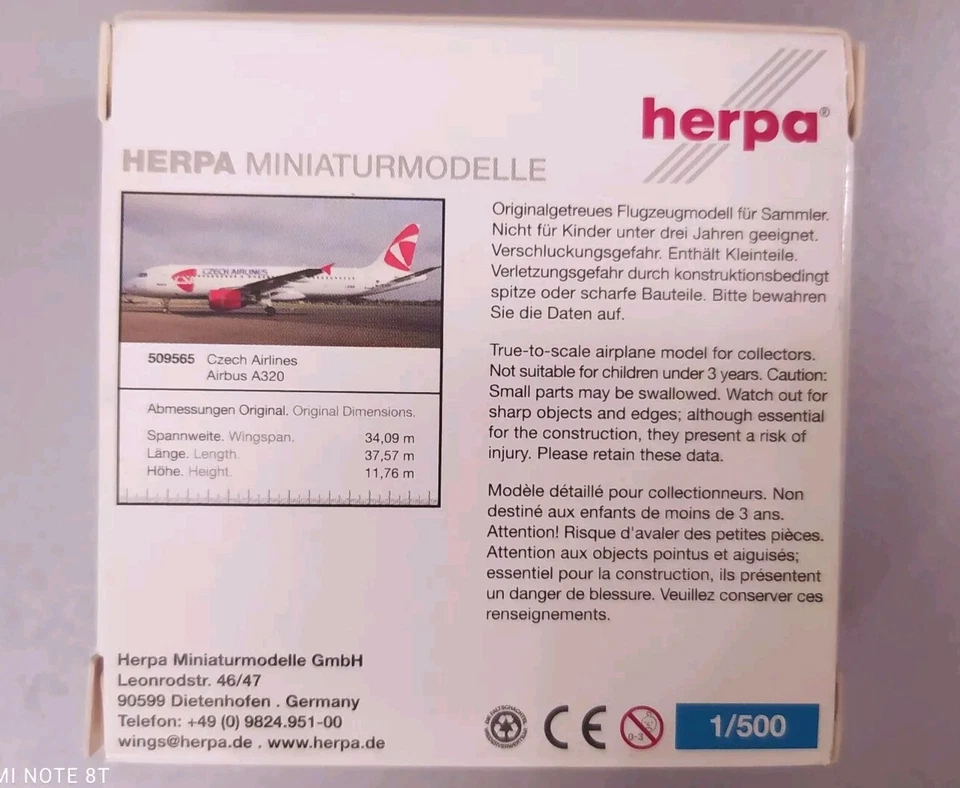 herpa®
HERPA MINIATURMODELLE
CZECH AIRLINES
509565 Czech Airlines
Airbus A320
Abmessungen Original. Original Dimensions.
Spannweite. Wingspan. 34,09 m
Länge. Length. 37,57 m
Höhe. Height. 11,76 m
Originalgetreues Flugzeugmodell für Sammler.
Nicht für Kinder unter drei Jahren geeignet.
Verschluckungsgefahr. Enthält Kleinteile.
Verletzungsgefahr durch konstruktionsbedingt
spitze oder scharfe Bauteile. Bitte bewahren
Sie die Daten auf.
True-to-scale airplane model for collectors.
Not suitable for children under 3 years. Caution:
Small parts may be swallowed. Watch out for
sharp objects and edges; although essential
for the construction, they present a risk of
injury. Please retain these data.
Modèle détaillé pour collectionneurs. Non
destiné aux enfants de moins de 3 ans.
Attention! Risque d'avaler des petites pièces.
Attention aux objects pointus et aiguisés;
essentiel pour la construction, ils présentent
un danger de blessure. Veuillez conserver ces
renseignements.
Herpa Miniaturmodelle GmbH
Leonrodstr. 46/47
90599 Dietenhofen . Germany
Telefon: +49 (0) 9824.951-00
wings@herpa.de . www.herpa.de
CE
0-3
1/500
MI NOTE 8T